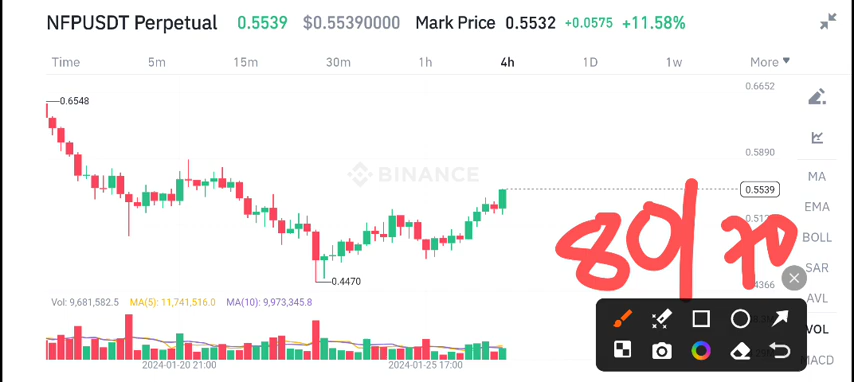 NFPUSDT Perpetual 0.5539 $0.55390000 Mark Price 0.5532 +0.0575 +11.58%
Time 5m 15m 30m 1h 4h 1D 1w More
0.6652
0.6548
0.5890
MA
BINANCE
0.5539
EMA
80/
BOLL
SAR
0.4470
AVL
Vol: 9,681,582.5 MA(5): 11,741,516.0 MA(10): 9,973,345.8
VOL
MACD
2024-01-20 21:00 2024-01-25 17:00